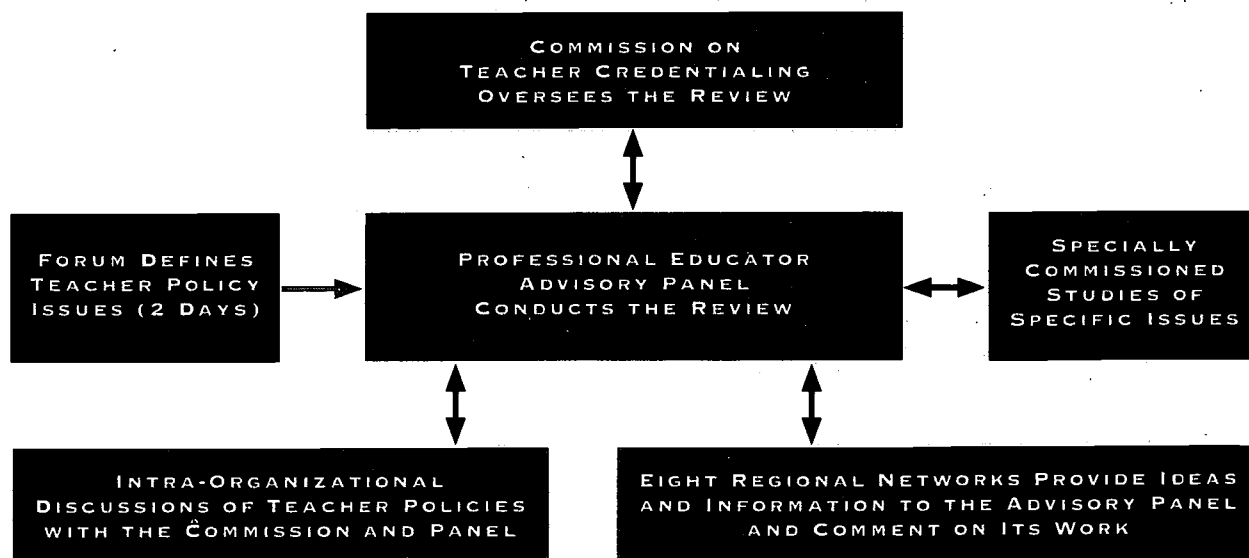 COMMISSION ON
TEACHER CREDENTIALING
OVERSEES THE REVIEW
FORUM DEFINES
TEACHER POLICY
ISSUES (2 DAYS)
PROFESSIONAL EDUCATOR
ADVISORY PANEL
CONDUCTS THE REVIEW
SPECIALLY
COMMISSIONED
STUDIES OF
SPECIFIC ISSUES
INTRA-ORGANIZATIONAL
DISCUSSIONS OF TEACHER POLICIES
WITH THE COMMISSION AND PANEL
EIGHT REGIONAL NETWORKS PROVIDE IDEAS
AND INFORMATION TO THE ADVISORY PANEL
AND COMMENT ON ITS WORK